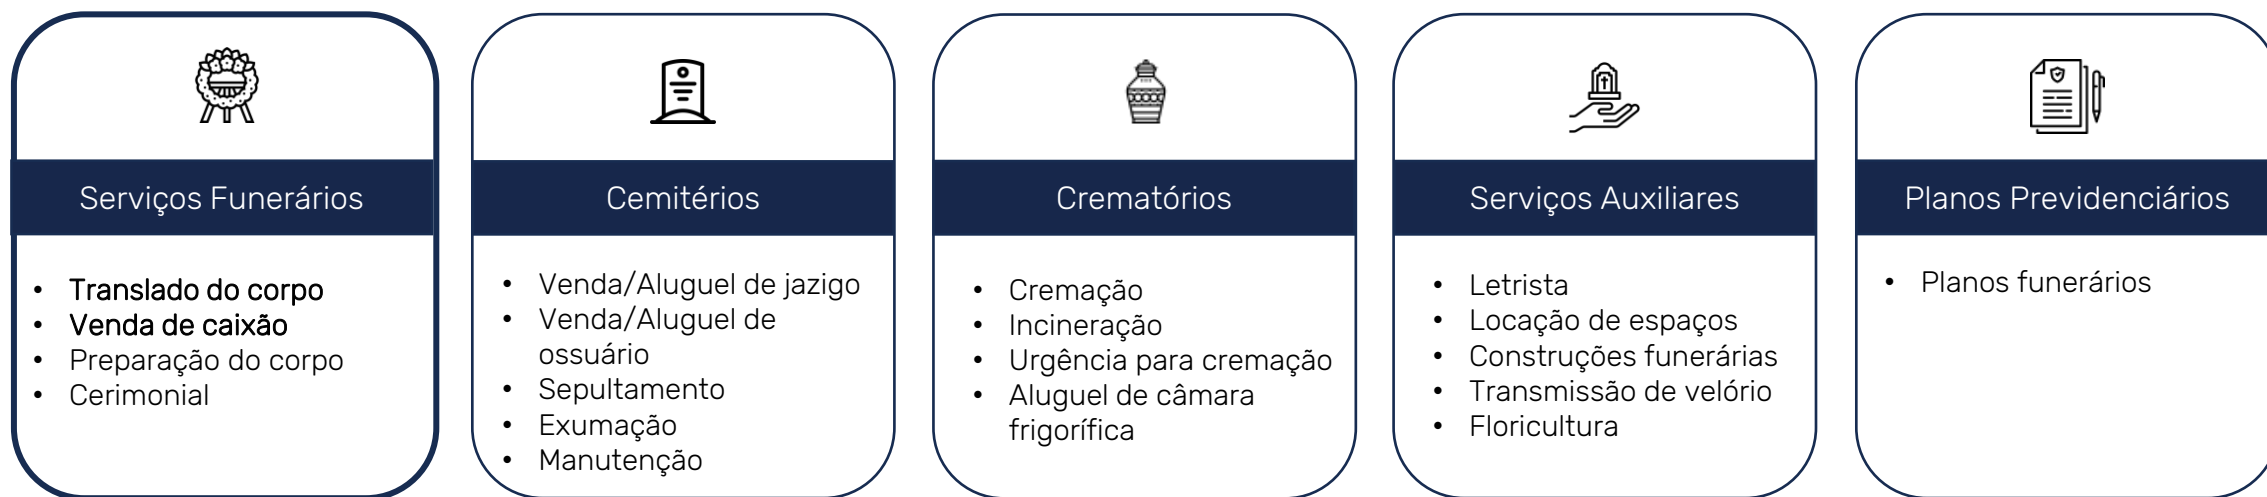 Serviços Funerários
• Translado do corpo
• Venda de caixão
• Preparação do corpo
• Cerimonial
Cemitérios
• Venda/Aluguel de jazigo
• Venda/Aluguel de
ossuário
• Sepultamento
• Exumação
• Manutenção
Crematórios
• Cremação
• Incineração
• Urgência para cremação
• Aluguel de câmara
frigorífica
Serviços Auxiliares
• Letrista
• Locação de espaços
• Construções funerárias
• Transmissão de velório
• Floricultura
Planos Previdenciários
• Planos funerários